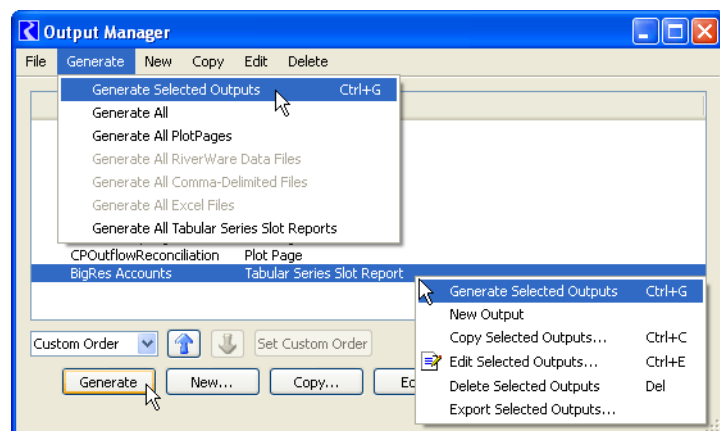 Output Manager
File Generate New Copy Edit Delete
Generate Selected Outputs Ctrl+G
Generate All
Generate All PlotPages
Generate All RiverWare Data Files
Generate All Comma-Delimited Files
Generate All Excel Files
Generate All Tabular Series Slot Reports
CPOutflowReconciliation Plot Page
BigRes Accounts Tabular Series Slot Report
Generate Selected Outputs Ctrl+G
New Output
Copy Selected Outputs... Ctrl+C
Edit Selected Outputs... Ctrl+E
Delete Selected Outputs Del
Export Selected Outputs...
Custom Order Set Custom Order
Generate New... Copy...